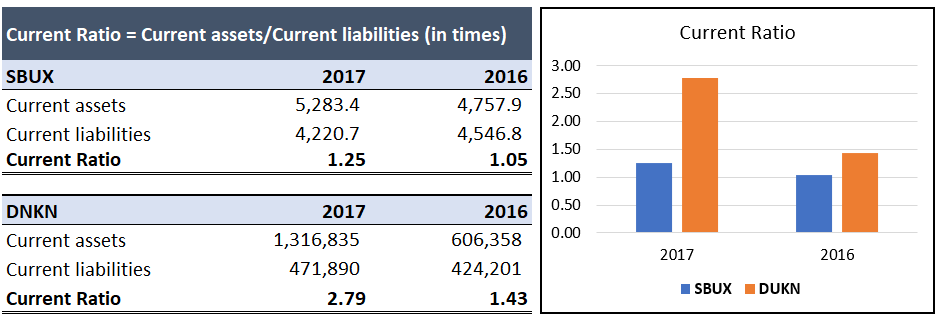 Current Ratio = Current assets/Current liabilities (in times)
SBUX 2017 2016
Current assets 5,283.4 4,757.9
Current liabilities 4,220.7 4,546.8
Current Ratio 1.25 1.05
DNKN 2017 2016
Current assets 1,316,835 606,358
Current liabilities 471,890 424,201
Current Ratio 2.79 1.43
Current Ratio
3.00
2.50
2.00
1.50
1.00
0.50
0.00
2017 2016
SBUX DUKN